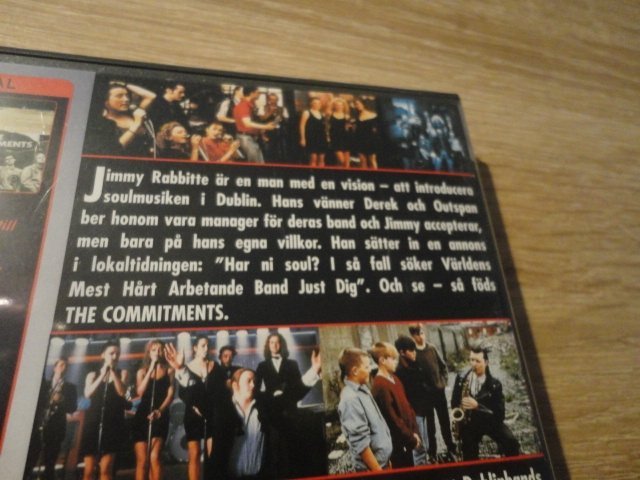 AL
MENTS
Jimmy Rabbitte är en man med en vision – att introducera
soulmusiken i Dublin. Hans vänner Derek och Outspan
ber honom vara manager för deras band och Jimmy accepterar,
men bara på hans egna villkor. Han sätter in en annons
i lokaltidningen: "Har ni soul? I så fall söker Världens
Mest Hårt Arbetande Band Just Dig". Och se – så föds
THE COMMITMENTS.
Dublinbands